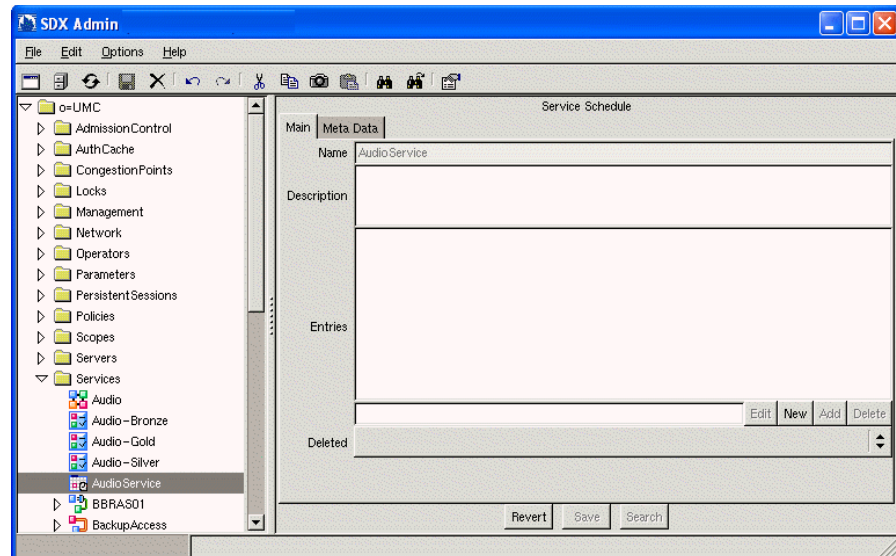 SDX Admin
File Edit Options Help
o=UMC
AdmissionControl
AuthCache
CongestionPoints
Locks
Management
Network
Operators
Parameters
PersistentSessions
Policies
Scopes
Servers
Services
Audio
Audio-Bronze
Audio-Gold
Audio-Silver
AudioService
BBRAS01
BackupAccess
Service Schedule
Main Meta Data
Name AudioService
Description
Entries
Edit New Add Delete
Deleted
Revert Save Search